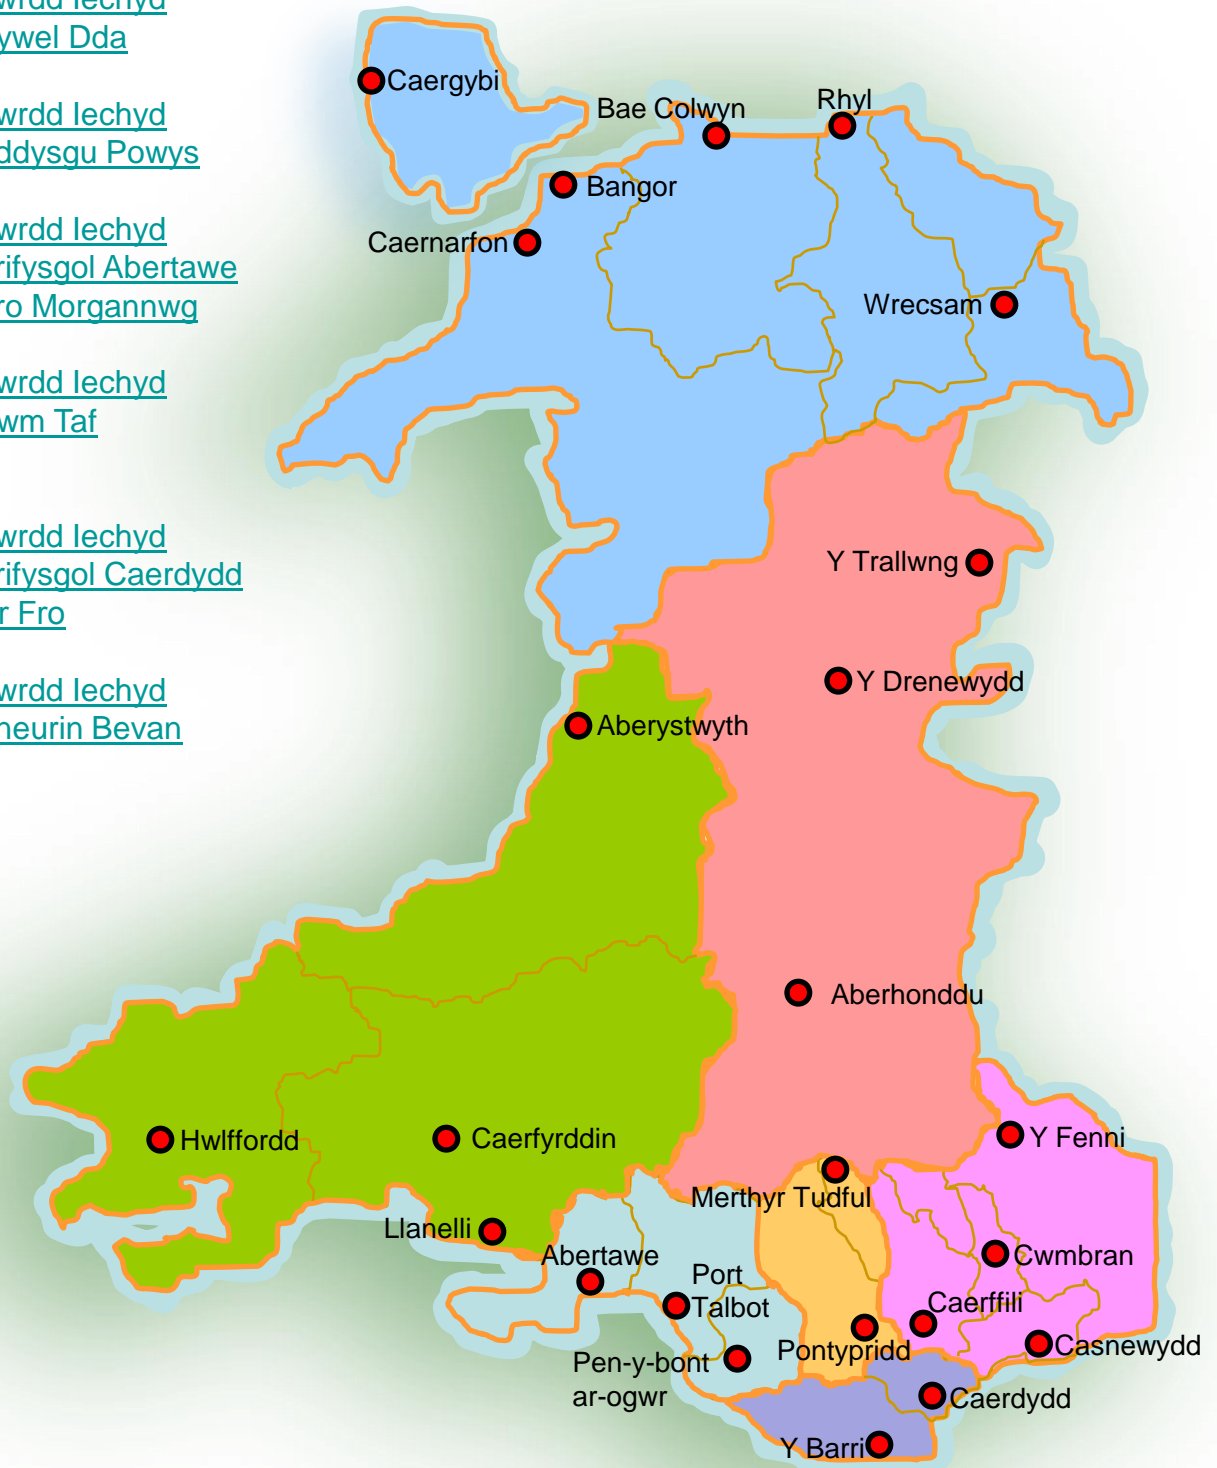 wrdd Iechyd
ywel Dda
wrdd Iechyd
ddysgu Powys
wrdd Iechyd
rifysgol Abertawe
ro Morgannwg
wrdd Iechyd
wm Taf
wrdd Iechyd
rifysgol Caerdydd
r Fro
wrdd Iechyd
neurin Bevan
Caergybi
Bae Colwyn
Rhyl
Bangor
Caernarfon
Wrecsam
Y Trallwng
Y Drenewydd
Aberystwyth
Aberhonddu
Hwlffordd
Caerfyrddin
Y Fenni
Merthyr Tudful
Llanelli
Abertawe
Cwmbran
Port
Talbot
Caerffili
Pontypridd
Casnewydd
Pen-y-bont
ar-ogwr
Caerdydd
Y Barri